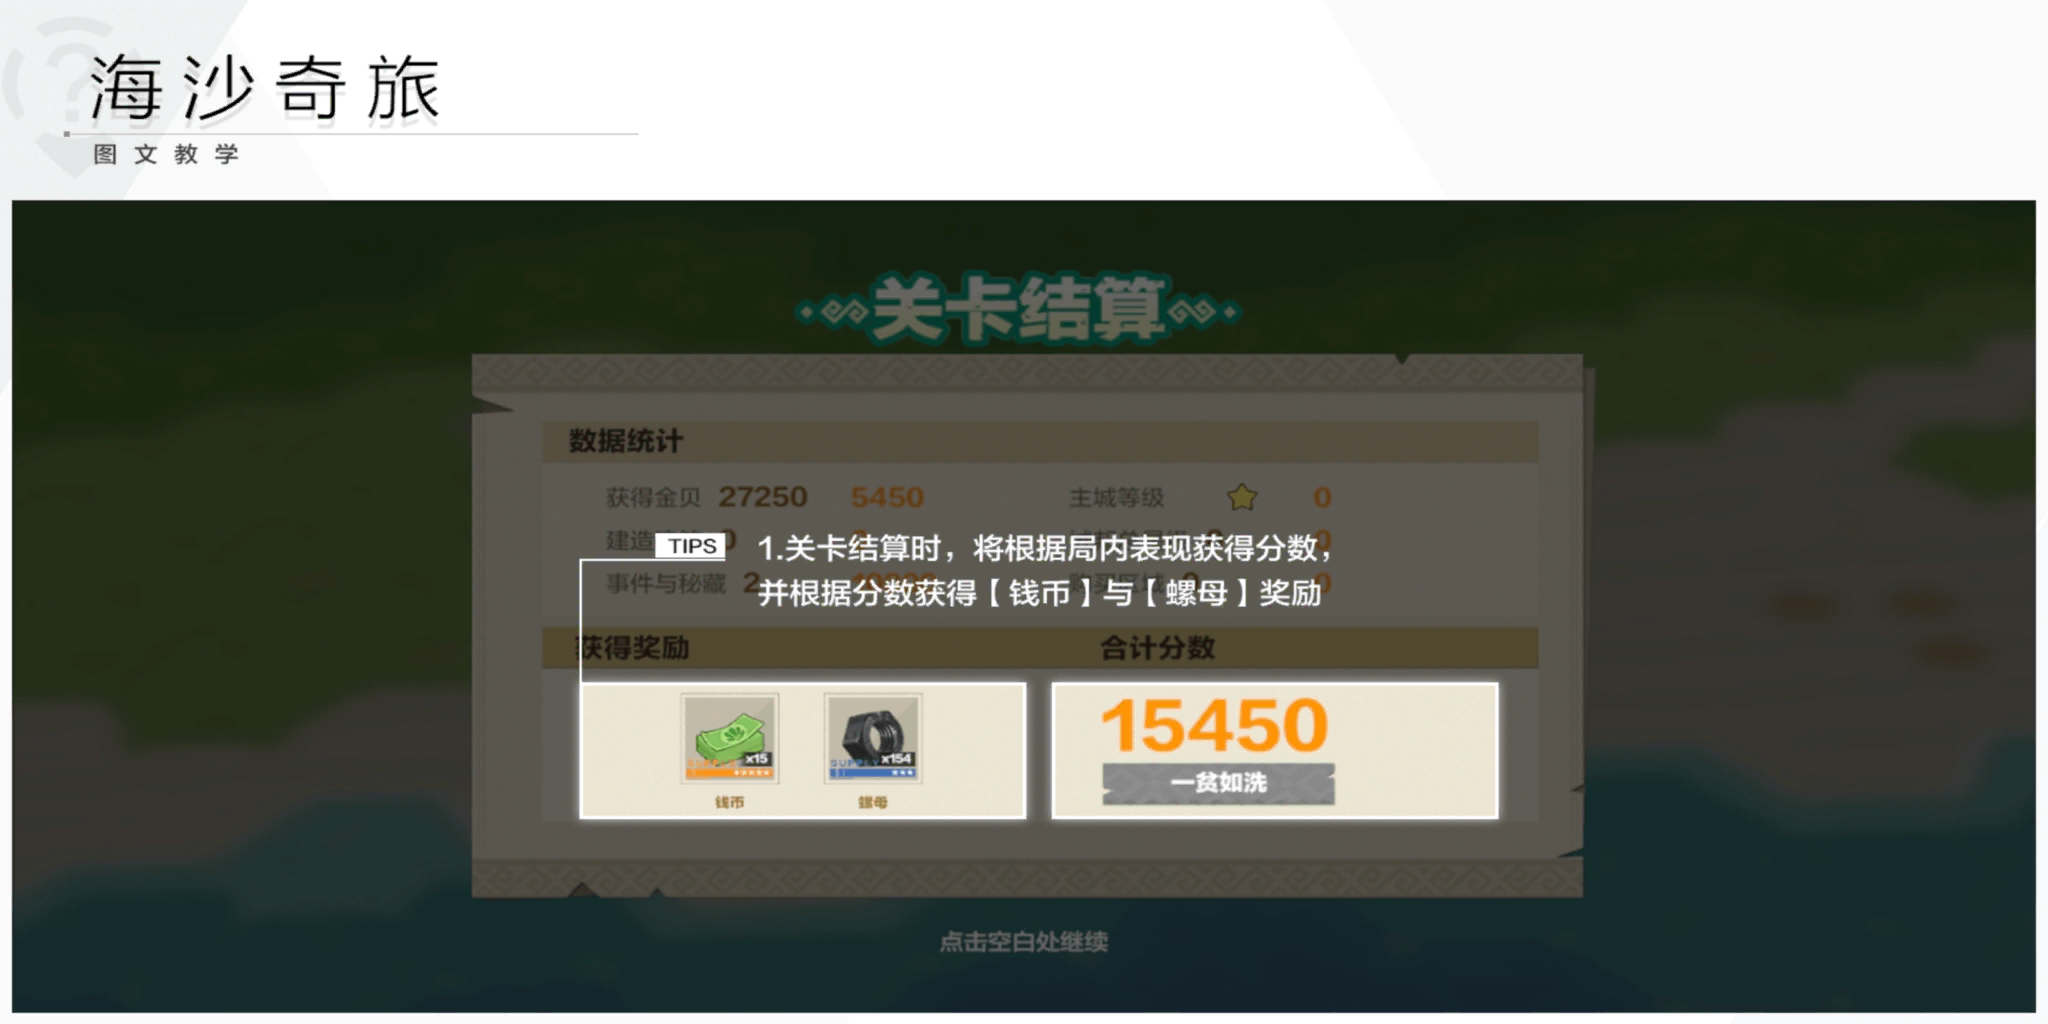 海沙奇旅
图文教学
关卡结算
数据统计
获得金贝 27250 5450 主城等级 0
建造
TIPS
1.关卡结算时，将根据局内表现获得分数，
事件与秘藏 2
并根据分数获得【钱币】与【螺母】奖励
获得奖励 合计分数
x15 x154
钱币 螺母
15450
一贫如洗
点击空白处继续